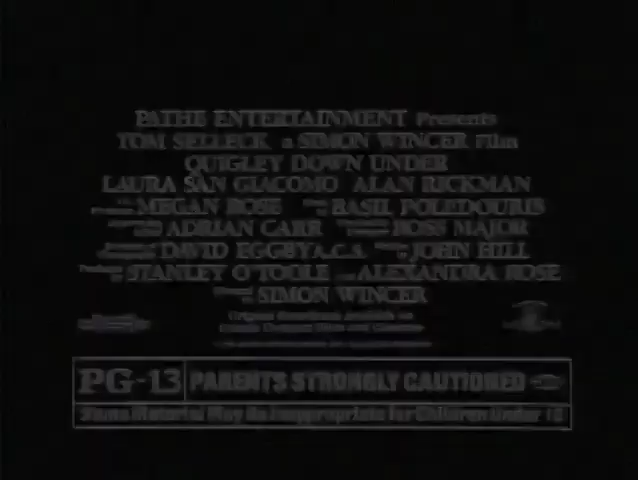 PATHE ENTERTAINMENT Presents
TOM SELLECK a SIMON WINCER Film
QUIGLEY DOWN UNDER
LAURA SAN GIACOMO ALAN RICKMAN
MEGAN ROSE BASIL POLEDOURIS
ADRIAN CARR ROSS MAJOR
DAVID EGGBY A.C.S. JOHN HILL
STANLEY O'TOOLE ALEXANDRA ROSE
SIMON WINCER
PG-13 PARENTS STRONGLY CAUTIONED
Some Material May Be Inappropriate for Children Under 13